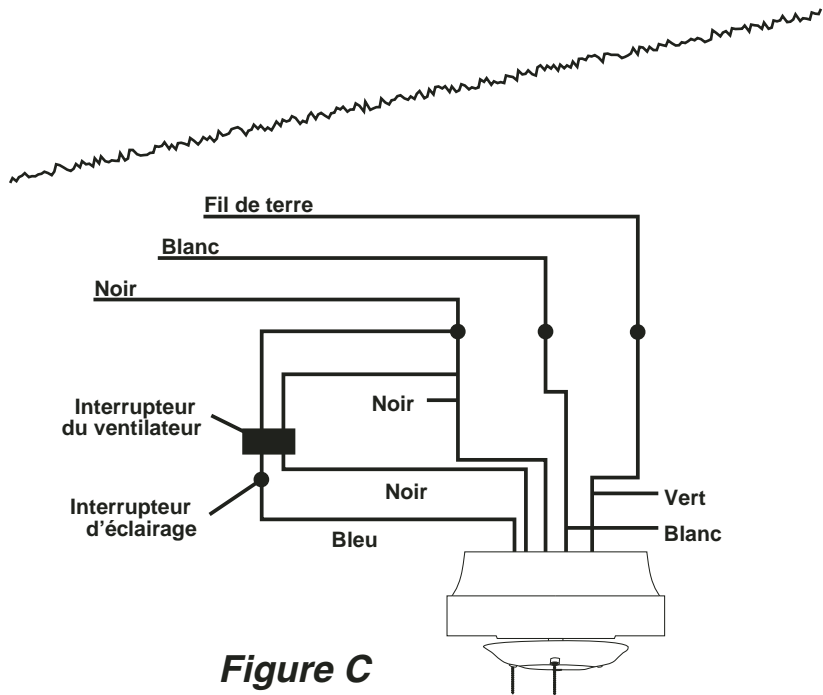 Fil de terre
Blanc
Noir
Interrupteur
du ventilateur
Noir
Interrupteur
d'éclairage
Noir
Bleu
Vert
Blanc
Figure C